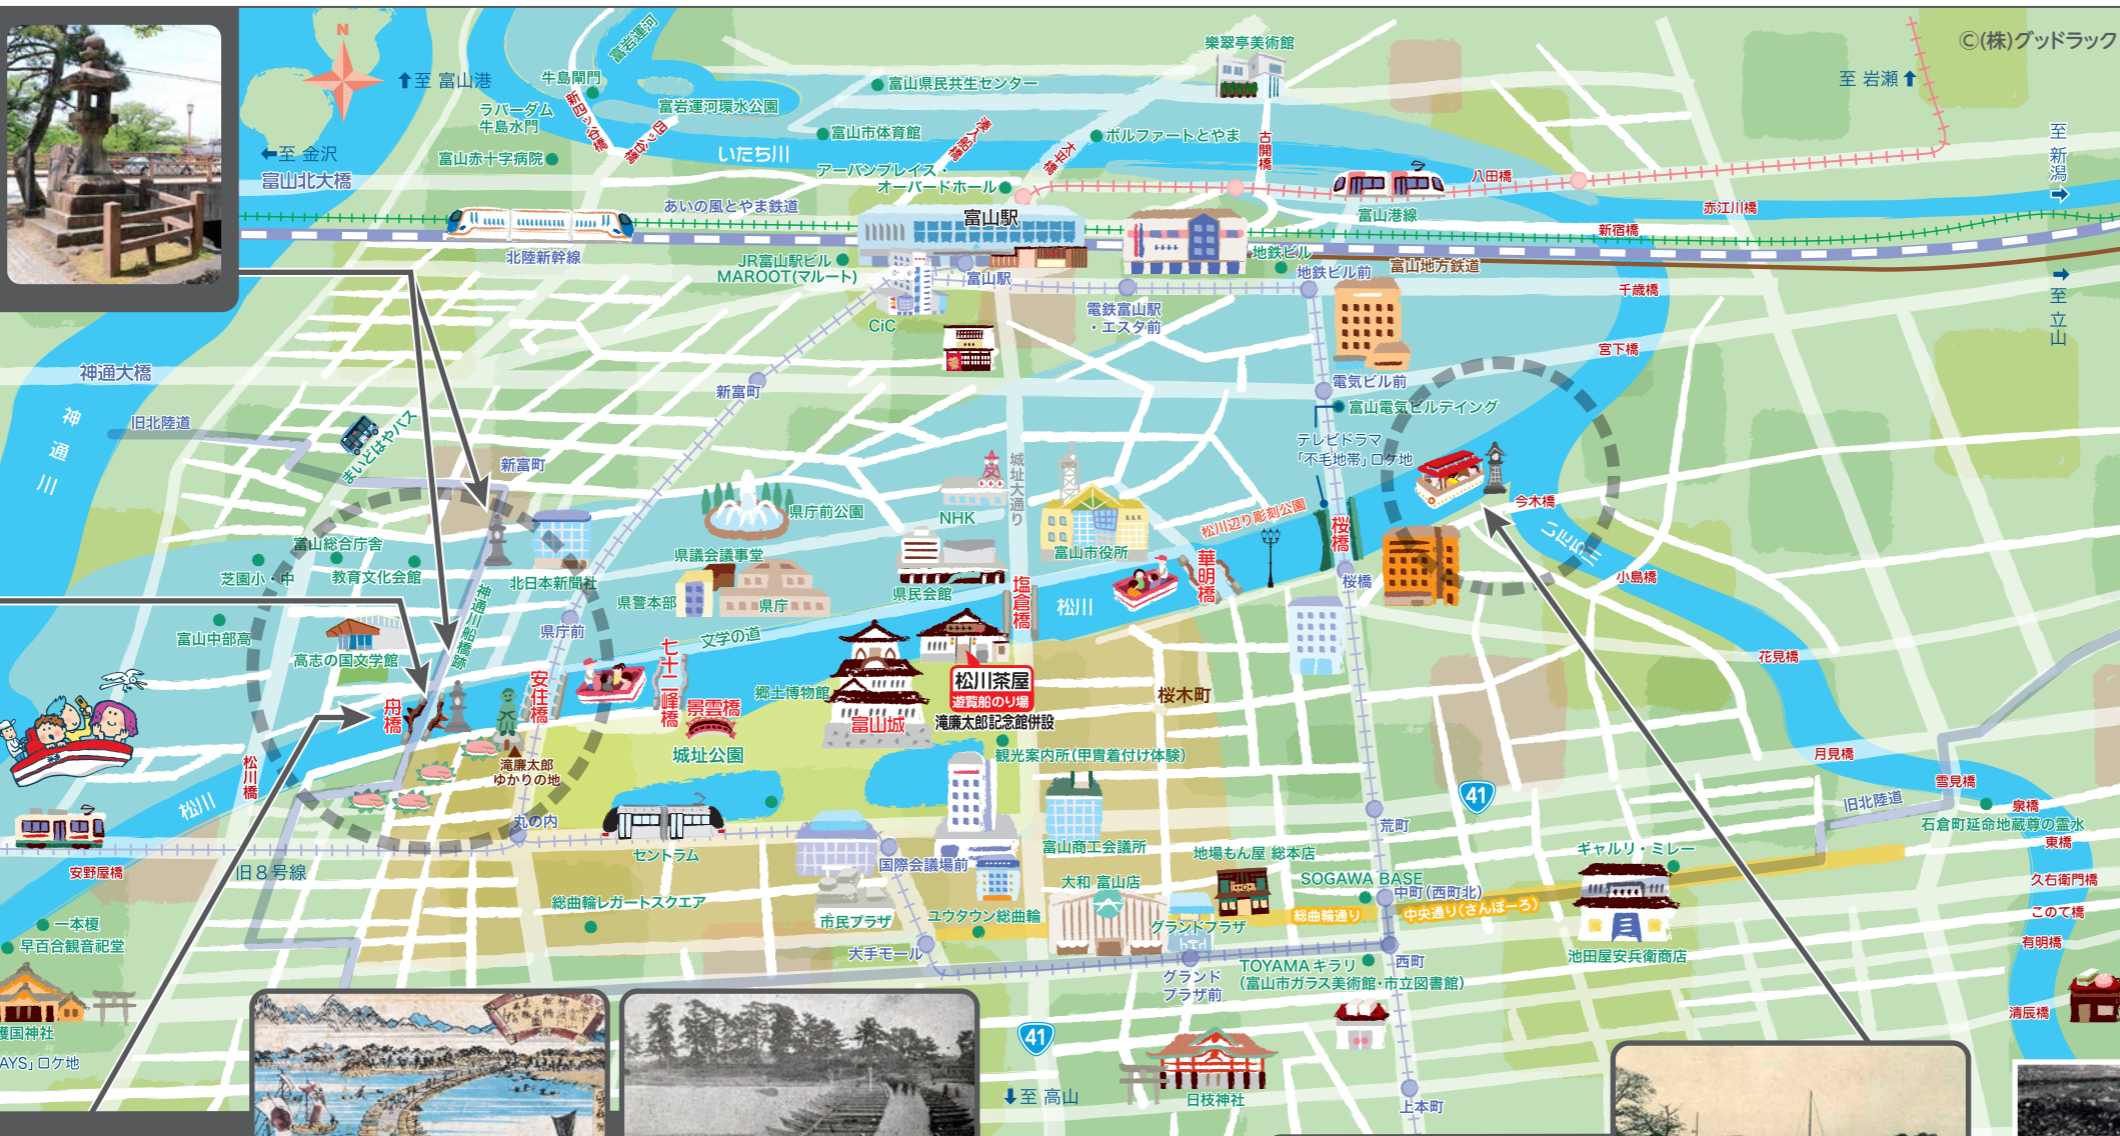 ©(株)グッドラック
N
↑至 富山港
←至 金沢
富山北大橋
富岩運河
牛島閘門
ラバーダム
牛島水門
新四ツ谷橋
四ツ谷橋
富山赤十字病院
富岩運河環水公園
富山県民共生センター
富山市体育館
いたち川
湊入船橋
アーバンプレイス・
オーバードホール
樂翠亭美術館
ボルファートとやま
古開橋
至 岩瀬↑
至 新潟
→
八田橋
赤江川橋
富山港線
新宿橋
あいの風とやま鉄道
北陸新幹線
富山駅
JR富山駅ビル
MAROOT(マルート)
富山駅
CiC
地鉄ビル
地鉄ビル前
富山地方鉄道
電鉄富山駅
・エスタ前
千歳橋
→
至 立山
宮下橋
神通大橋
神通川
旧北陸道
まいどはやバス
新富町
新富町
電気ビル前
富山電気ビルデイング
テレビドラマ
「不毛地帯」ロケ地
今木橋
いたち川
小島橋
城址大通り
県庁前公園
NHK
富山市役所
松川辺り彫刻公園
桜橋
桜橋
華明橋
富山総合庁舎
芝園小・中
教育文化会館
北日本新聞社
県議会議事堂
県警本部
県庁
県民会館
塩倉橋
松川
富山中部高
高志の国文学館
神通川船橋跡
県庁前
文学の道
七十二峰橋
安住橋
舟橋
景雲橋
郷土博物館
富山城
城址公園
松川茶屋
遊覧船のり場
滝廉太郎記念館併設
観光案内所(甲冑着付け体験)
桜木町
花見橋
月見橋
雪見橋
泉橋
石倉町延命地蔵尊の霊水
東橋
久右衛門橋
このて橋
有明橋
清辰橋
旧北陸道
松川橋
松川
滝廉太郎
ゆかりの地
丸の内
セントラム
安野屋橋
旧8号線
国際会議場前
富山商工会議所
41
荒町
ギャルリ・ミレー
地場もん屋 総本店
SOGAWA BASE
中町(西町北)
総曲輪通り
中央通り(さんぽーろ)
大和 富山店
グランドプラザ
池田屋安兵衛商店
総曲輪レガートスクエア
市民プラザ
ユウタウン総曲輪
大手モール
グランド
プラザ前
西町
TOYAMAキラリ
(富山市ガラス美術館・市立図書館)
一本榎
早百合観音祀堂
護国神社
AYS」ロケ地
41
↓至 高山
日枝神社
上本町